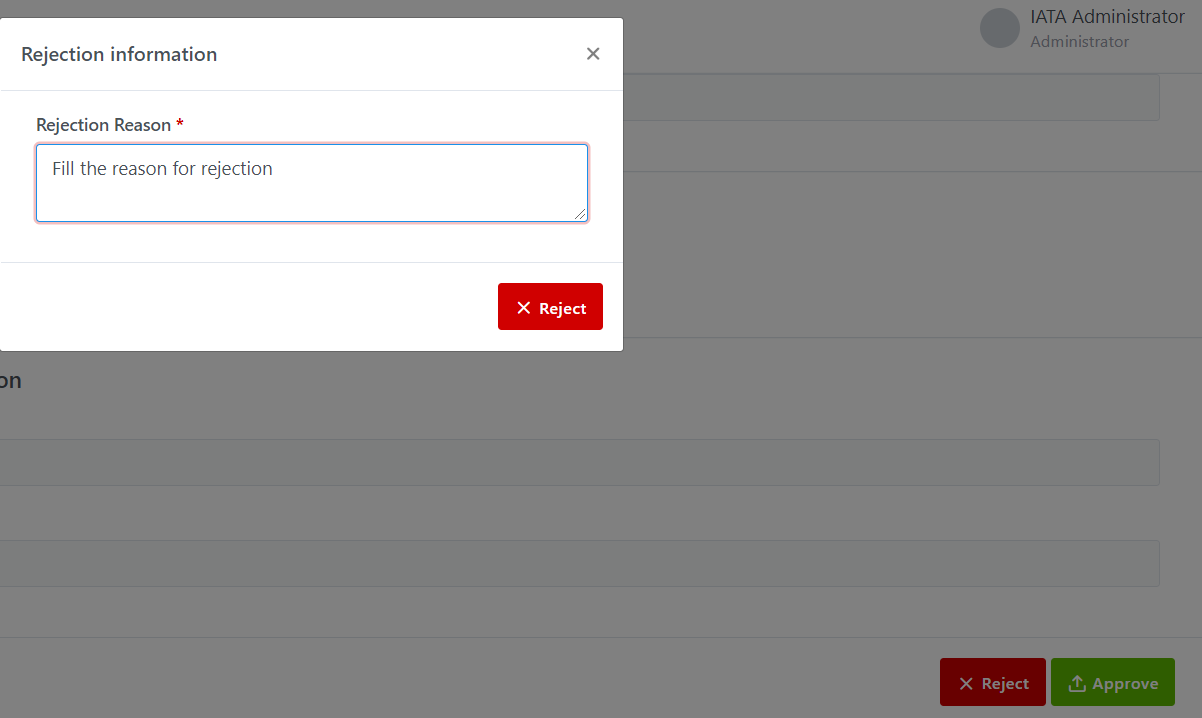 IATA Administrator
Administrator
Rejection information
Rejection Reason *
Fill the reason for rejection
Reject
on
Reject
Approve